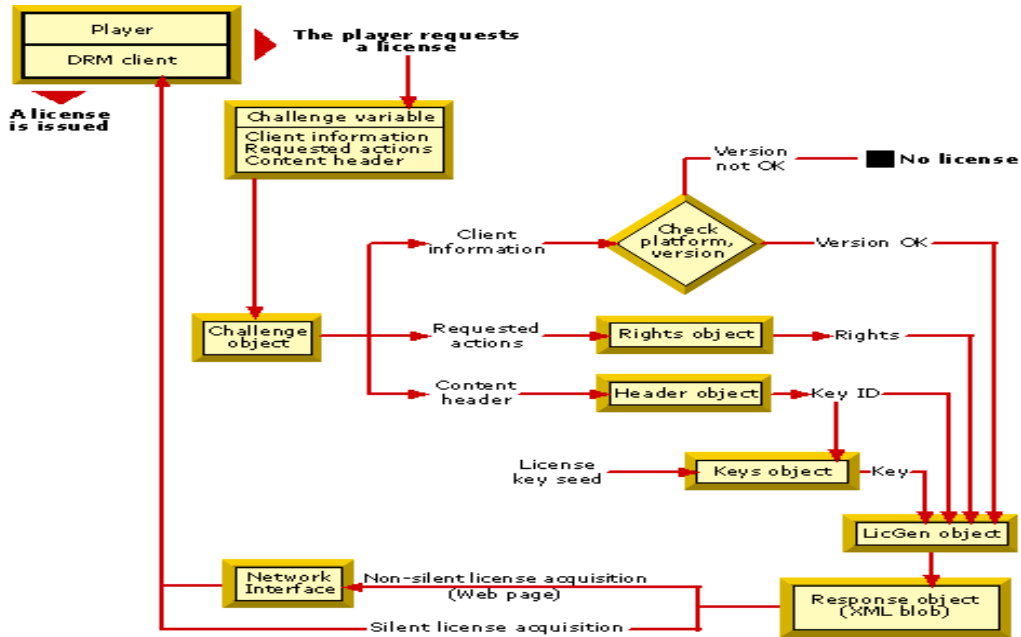 Player
DRM client
The player requests
a license
A license
is issued
Challenge variable
Client information
Requested actions
Content header
Version
not OK
No license
Client
information
Check
platform,
version
Version OK
Challenge
object
Requested
actions
Rights object
Rights
Content
header
Header object
Key ID
License
key seed
Keys object
Key
LicGen object
Network
Interface
Non-silent license acquisition
(Web page)
Response object
(XML blob)
Silent license acquisition